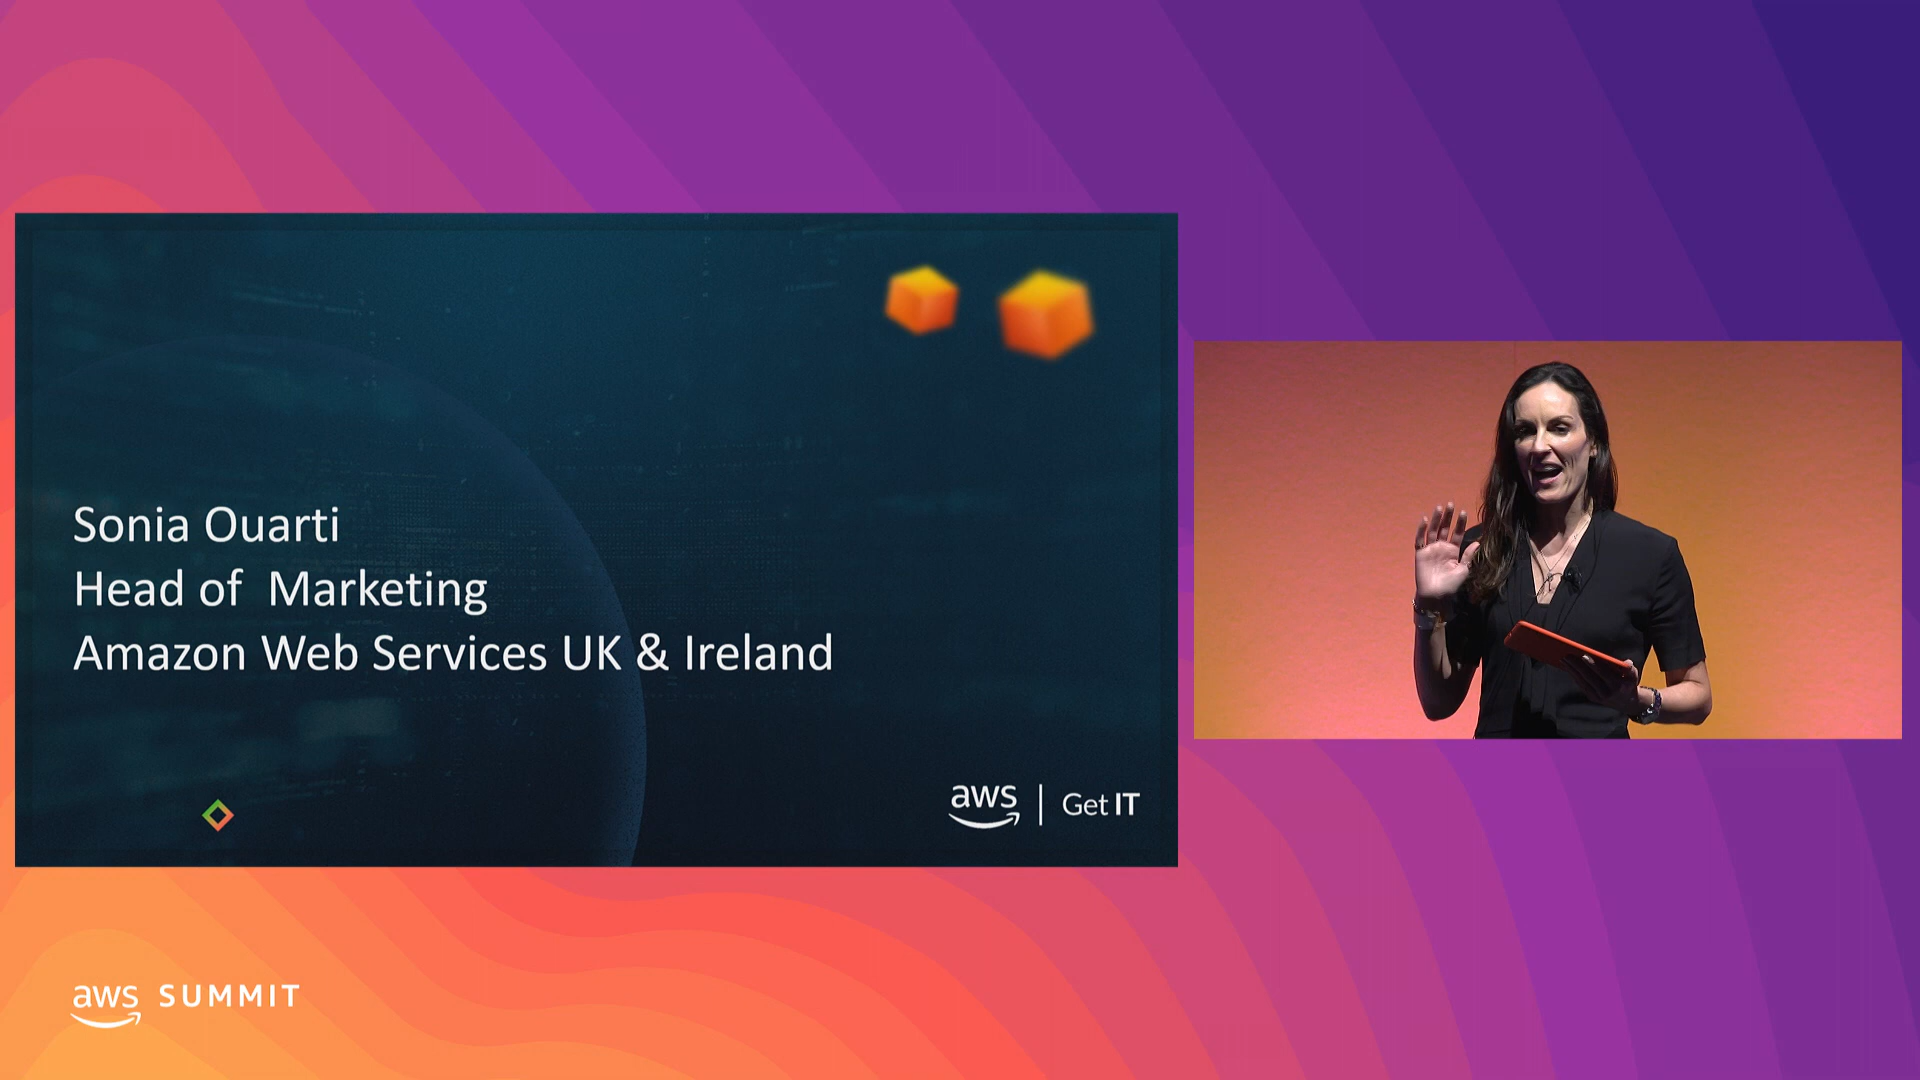 Sonia Ouarti
Head of  Marketing
Amazon Web Services UK & Ireland
aws | Get IT
aws SUMMIT